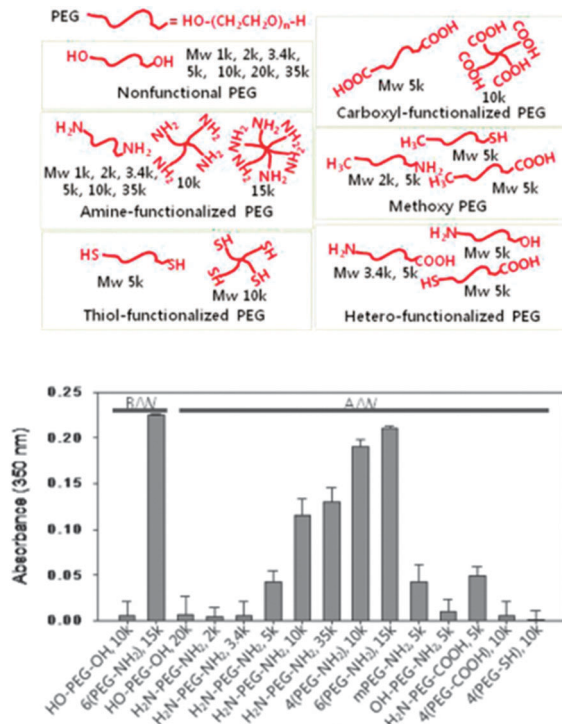 PEG = HO-(CH₂CH₂O)n-H
HO OH Mw 1k, 2k, 3.4k,
5k, 10k, 20k, 35k
Nonfunctional PEG
HOOC COOH
Mw 5k
COOH COOH COOH COOH
10k
Carboxyl-functionalized PEG
H₂N NH₂
Mw 1k, 2k, 3.4k,
5k, 10k, 35k
NH₂ NH₂ NH₂ NH₂
10k
NH₂ NH₂ NH₂ NH₂ NH₂ NH₂
15k
Amine-functionalized PEG
H₃C SH
Mw 5k
H₃C NH₂
Mw 2k, 5k
H₃C COOH
Mw 5k
Methoxy PEG
HS SH
Mw 5k
SH SH SH SH
Mw 10k
Thiol-functionalized PEG
H₂N OH
Mw 5k
H₂N COOH
Mw 3.4k, 5k
HS COOH
Mw 5k
Hetero-functionalized PEG
Absorbance (350 nm)
0.25
0.20
0.15
0.10
0.05
0.00
B/W A/W
HO-PEG-OH, 10k
6(PEG-NH₂), 15k
HO-PEG-OH, 20k
H₂N-PEG-NH₂, 2k
H₂N-PEG-NH₂, 3.4k
H₂N-PEG-NH₂, 5k
H₂N-PEG-NH₂, 10k
H₂N-PEG-NH₂, 35k
4(PEG-NH₂), 10k
6(PEG-NH₂), 15k
mPEG-NH₂, 5k
OH-PEG-NH₂, 5k
H₂N-PEG-COOH, 5k
4(PEG-COOH), 10k
4(PEG-SH), 10k